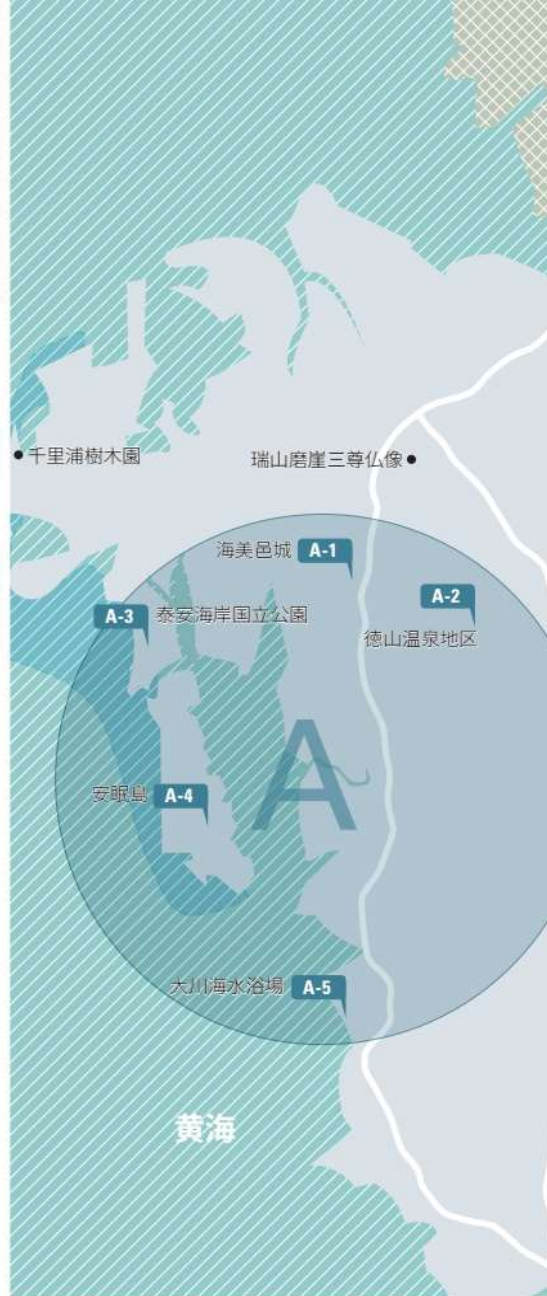 千里浦樹木園
瑞山磨崖三尊仏像
海美邑城 A-1
A-2
徳山温泉地区
A-3 泰安海岸国立公園
A
安眠島 A-4
大川海水浴場 A-5
黄海